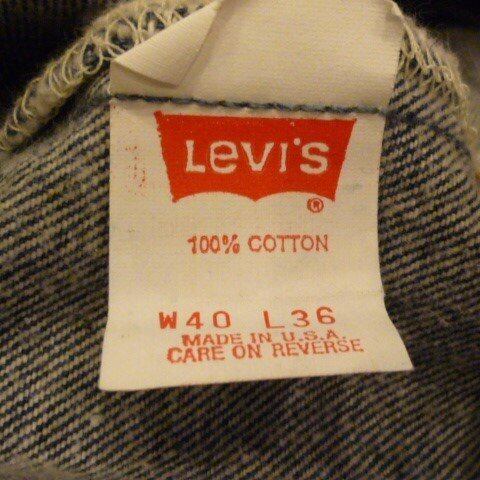 Levi's
®
100% COTTON
W40 L36
MADE IN U.S.A.
CARE ON REVERSE